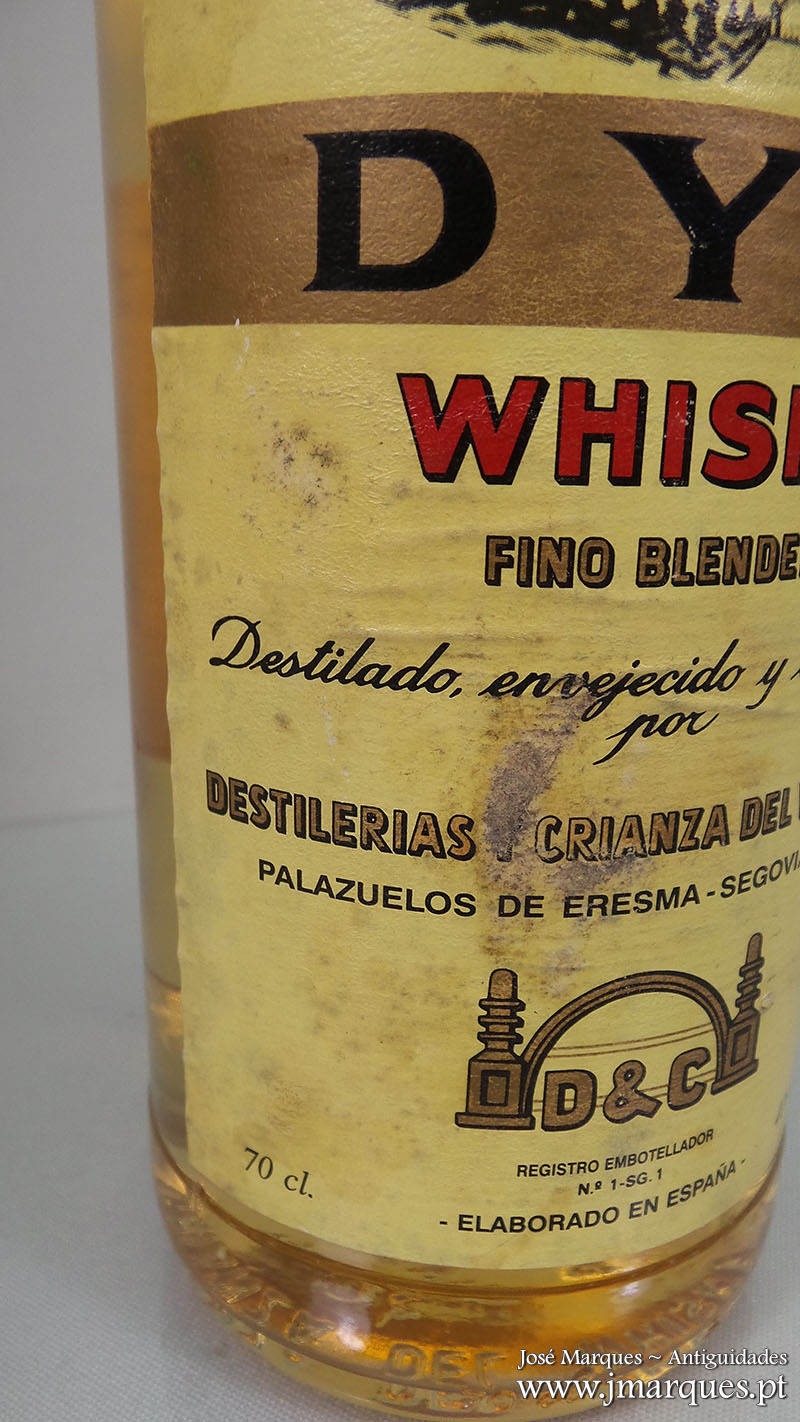 DY
WHIS
FINO BLENDE
Destilado, envejecido y
por
DESTILERIAS Y CRIANZA DEL
PALAZUELOS DE ERESMA - SEGOVIA
D&C
REGISTRO EMBOTELLADOR
N.º 1-SG. 1
- ELABORADO EN ESPAÑA -
70 cl.
José Marques ~ Antiguidades
www.jmarques.pt